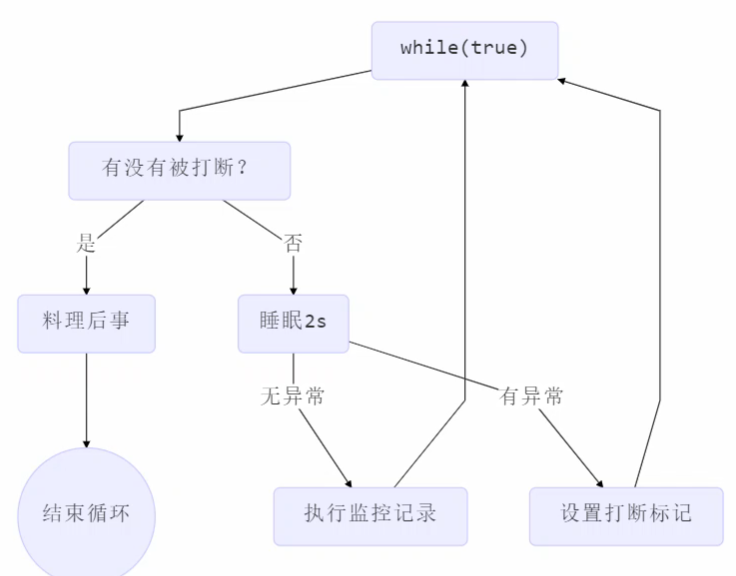 while(true)
有没有被打断？
是
否
料理后事
睡眠2s
无异常
有异常
结束循环
执行监控记录
设置打断标记